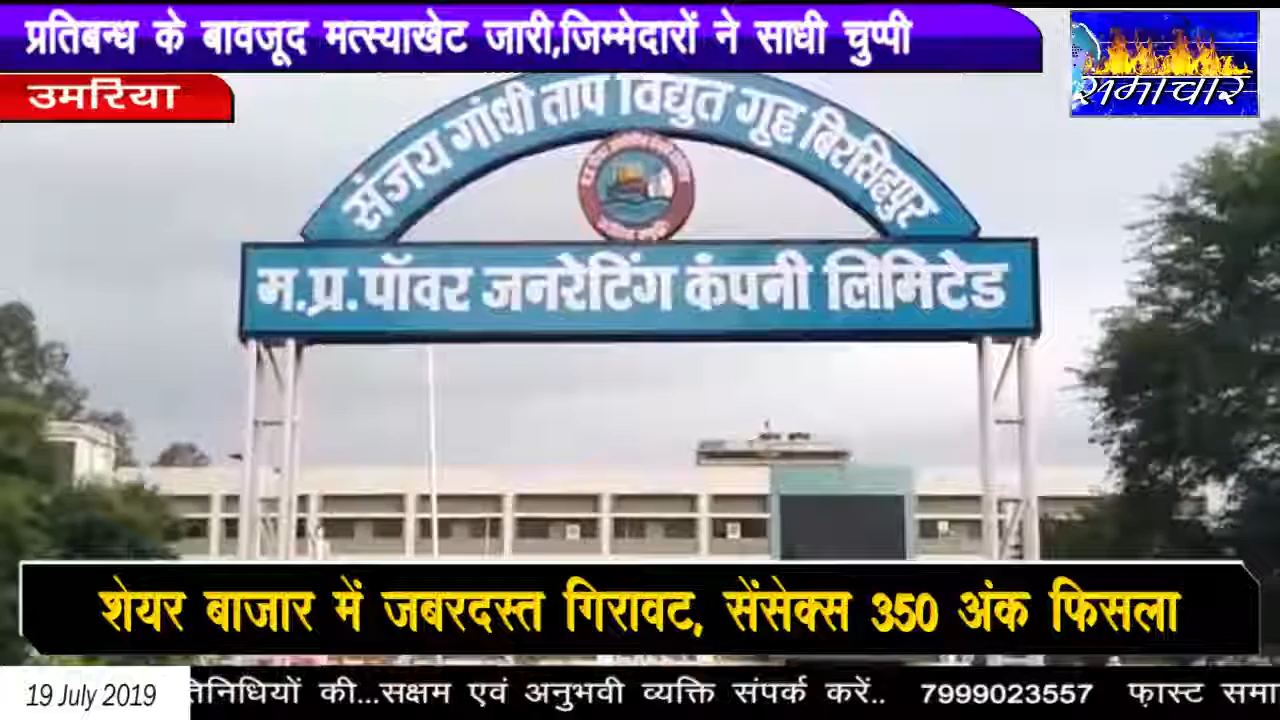 प्रतिबन्ध के बावजूद मत्स्याखेट जारी,जिम्मेदारों ने साधी चुप्पी
समाचार
उमरिया
संजय गांधी ताप विद्युत गृह बिरसिंहपुर
म.प्र.पॉवर जनरेटिंग कंपनी लिमिटेड
शेयर बाजार में जबरदस्त गिरावट, सेंसेक्स 350 अंक फिसला
19 July 2019 तिनिधियों की...सक्षम एवं अनुभवी व्यक्ति संपर्क करें.. 7999023557 फ़ास्ट समा